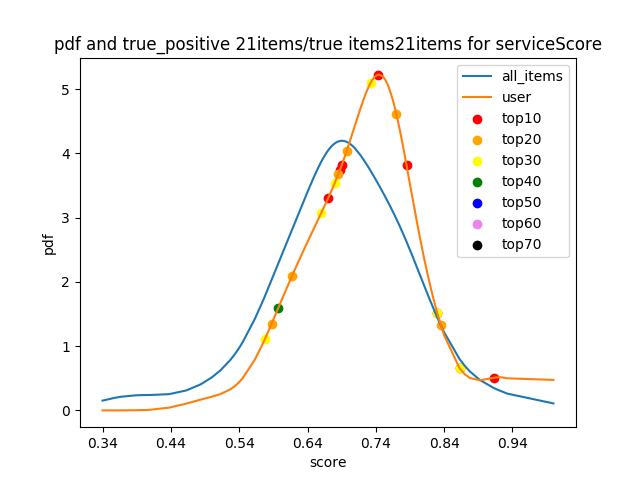 pdf and true_positive 21items/true items21items for serviceScore
all_items
user
top10
top20
top30
top40
top50
top60
top70
5
4
3
2
1
0
pdf
0.34 0.44 0.54 0.64 0.74 0.84 0.94
score